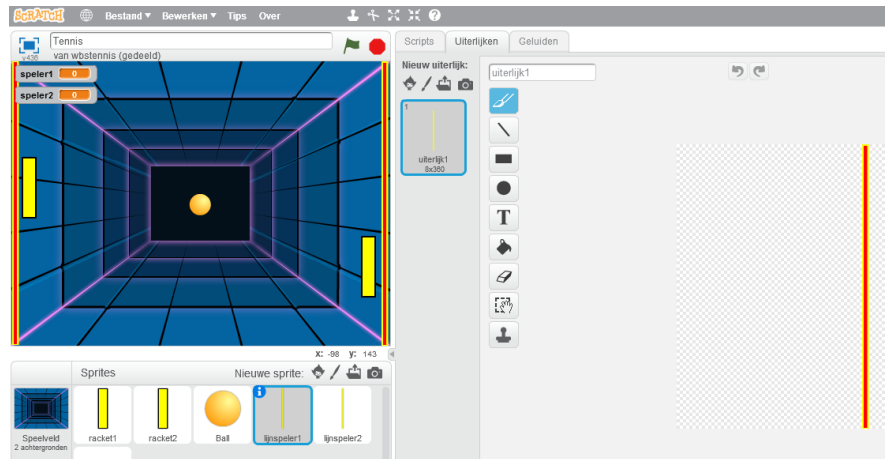 SCRATCH Bestand Bewerken Tips Over
Tennis
van wbstennis (gedeeld)
v436
speler1 0
speler2 0
X: -98 y: 143
Sprites Nieuwe sprite:
Speelveld
2 achtergronden
racket1
racket2
Ball
lijnspeler1
lijnspeler2
Scripts Uiterlijken Geluiden
Nieuw uiterlijk:
1
uiterlijk1
8x360
uiterlijk1
T